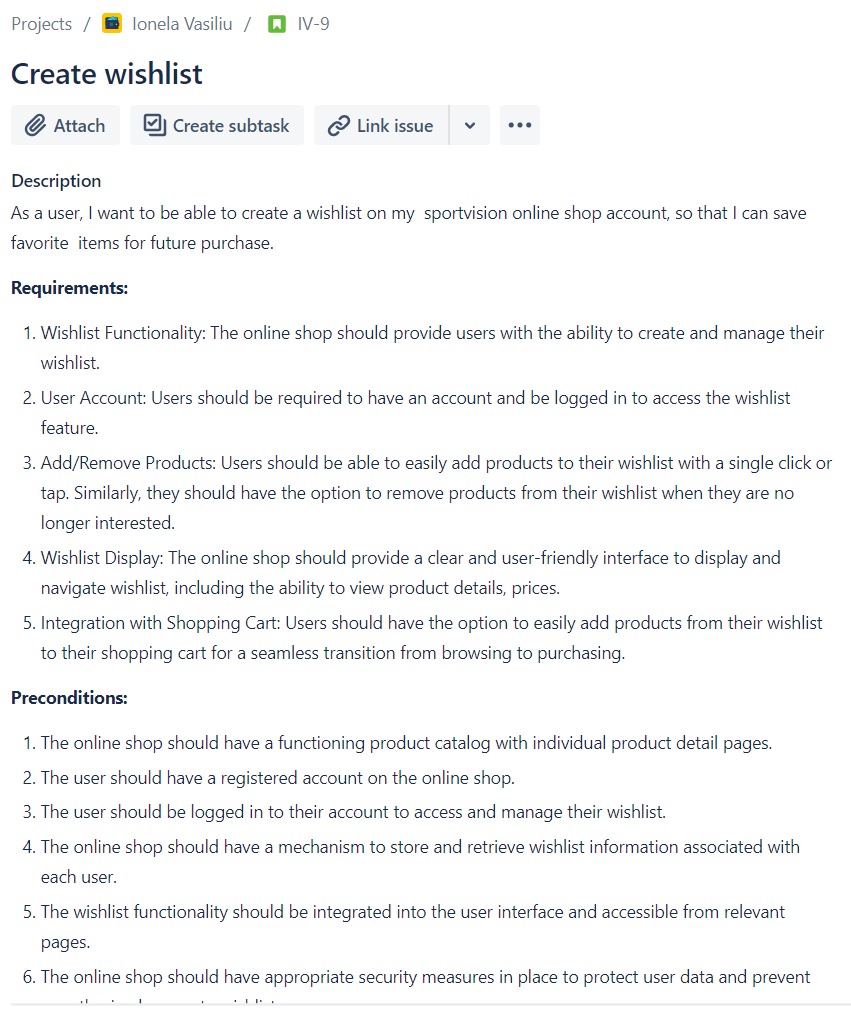 Projects / Ionela Vasiliu / IV-9
Create wishlist
Attach Create subtask Link issue
Description
As a user, I want to be able to create a wishlist on my sportvision online shop account, so that I can save
favorite items for future purchase.
Requirements:
1. Wishlist Functionality: The online shop should provide users with the ability to create and manage their
wishlist.
2. User Account: Users should be required to have an account and be logged in to access the wishlist
feature.
3. Add/Remove Products: Users should be able to easily add products to their wishlist with a single click or
tap. Similarly, they should have the option to remove products from their wishlist when they are no
longer interested.
4. Wishlist Display: The online shop should provide a clear and user-friendly interface to display and
navigate wishlist, including the ability to view product details, prices.
5. Integration with Shopping Cart: Users should have the option to easily add products from their wishlist
to their shopping cart for a seamless transition from browsing to purchasing.
Preconditions:
1. The online shop should have a functioning product catalog with individual product detail pages.
2. The user should have a registered account on the online shop.
3. The user should be logged in to their account to access and manage their wishlist.
4. The online shop should have a mechanism to store and retrieve wishlist information associated with
each user.
5. The wishlist functionality should be integrated into the user interface and accessible from relevant
pages.
6. The online shop should have appropriate security measures in place to protect user data and prevent